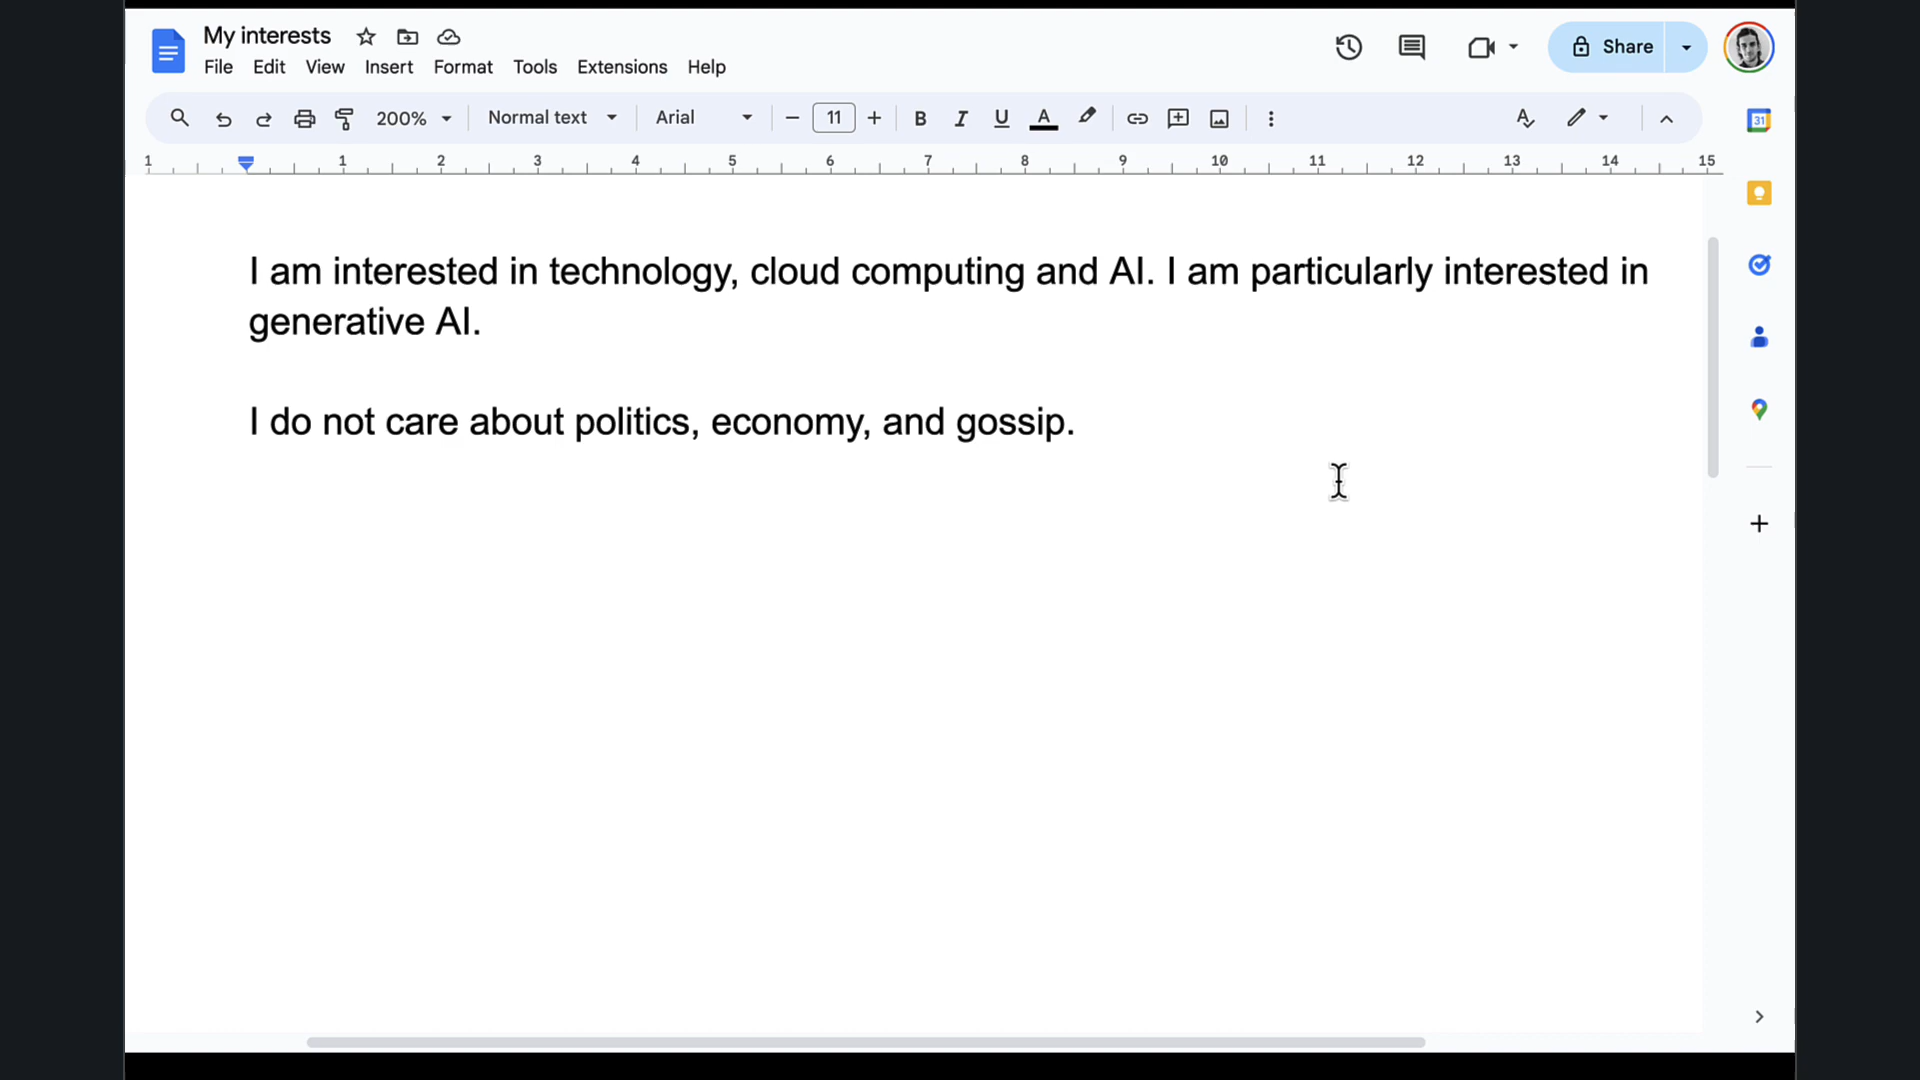 My interests
File Edit View Insert Format Tools Extensions Help
Share
200% Normal text Arial 11 B I U A
1 1 2 3 4 5 6 7 8 9 10 11 12 13 14 15
31
I am interested in technology, cloud computing and AI. I am particularly interested in
generative AI.
I do not care about politics, economy, and gossip.